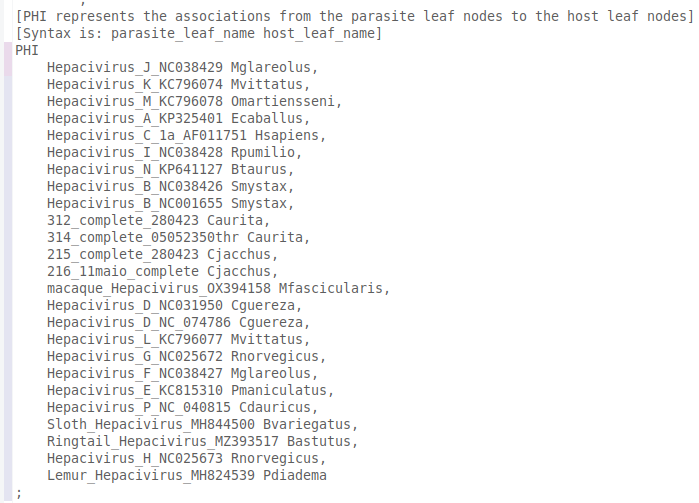 ;
[PHI represents the associations from the parasite leaf nodes to the host leaf nodes]
[Syntax is: parasite_leaf_name host_leaf_name]
PHI
Hepacivirus_J_NC038429 Mglareolus,
Hepacivirus_K_KC796074 Mvittatus,
Hepacivirus_M_KC796078 Omartiensseni,
Hepacivirus_A_KP325401 Ecaballus,
Hepacivirus_C_1a_AF011751 Hsapiens,
Hepacivirus_I_NC038428 Rpumilio,
Hepacivirus_N_KP641127 Btaurus,
Hepacivirus_B_NC038426 Smystax,
Hepacivirus_B_NC001655 Smystax,
312_complete_280423 Caurita,
314_complete_05052350thr Caurita,
215_complete_280423 Cjacchus,
216_11maio_complete Cjacchus,
macaque_Hepacivirus_OX394158 Mfascicularis,
Hepacivirus_D_NC031950 Cguereza,
Hepacivirus_D_NC_074786 Cguereza,
Hepacivirus_L_KC796077 Mvittatus,
Hepacivirus_G_NC025672 Rnorvegicus,
Hepacivirus_F_NC038427 Mglareolus,
Hepacivirus_E_KC815310 Pmaniculatus,
Hepacivirus_P_NC_040815 Cdauricus,
Sloth_Hepacivirus_MH844500 Bvariegatus,
Ringtail_Hepacivirus_MZ393517 Bastutus,
Hepacivirus_H_NC025673 Rnorvegicus,
Lemur_Hepacivirus_MH824539 Pdiadema
;